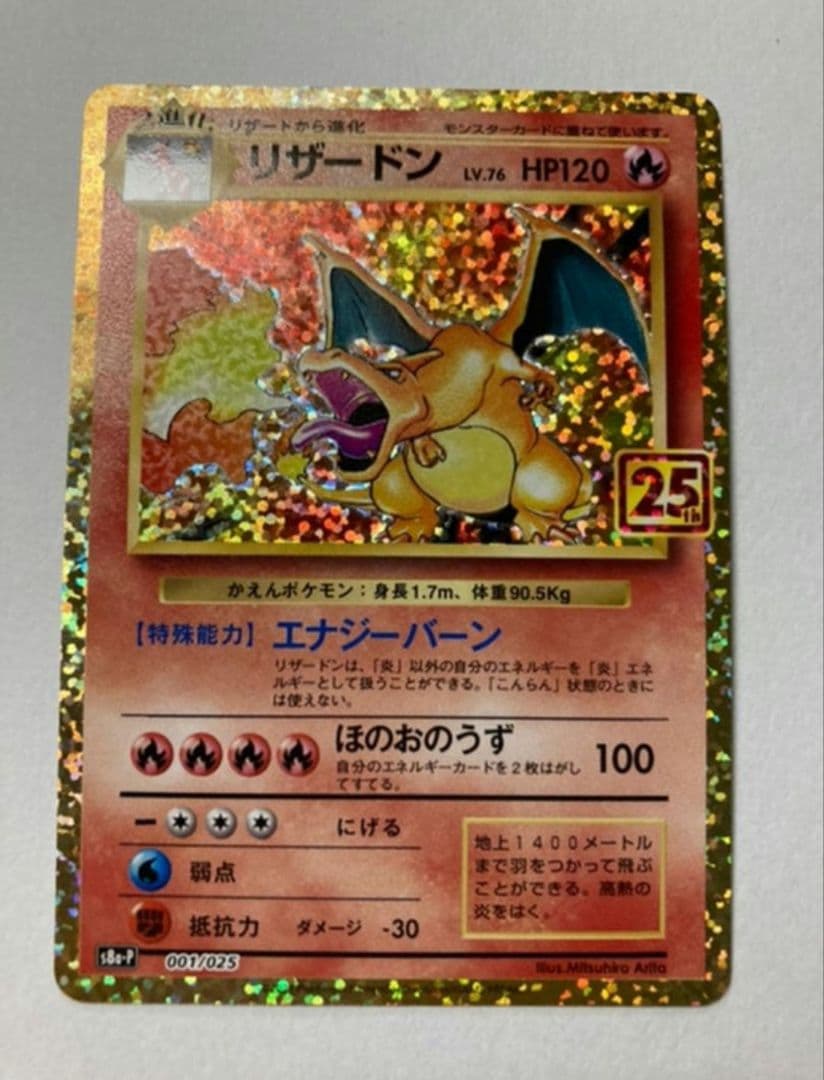 2進化 リザードから進化 モンスターカードに重ねて使います。
リザードン LV.76 HP120
25th
かえんポケモン：身長1.7m、体重90.5Kg
【特殊能力】 エナジーバーン
リザードンは、「炎」以外の自分のエネルギーを「炎」エネ
ルギーとして扱うことができる。「こんらん」状態のときに
は使えない。
ほのおのうず 100
自分のエネルギーカードを2枚はがし
てすてる。
ー にげる
弱点
抵抗力 ダメージ -30
地上1400メートル
まで羽をつかって飛ぶ
ことができる。高熱の
炎をはく。
s8a-P 001/025
Illus.Mitsuhiro Arita